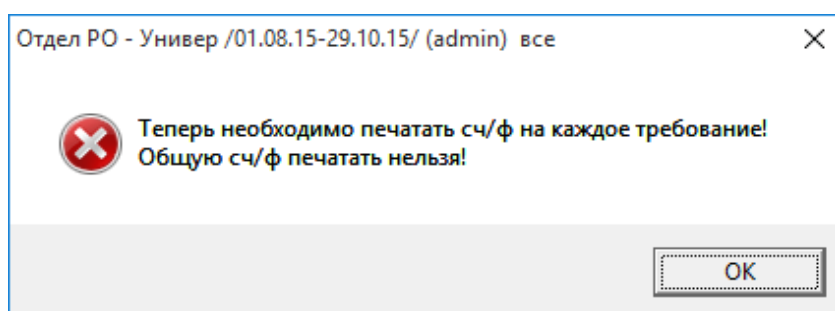 Отдел РО - Универ /01.08.15-29.10.15/ (admin) все
Теперь необходимо печатать сч/ф на каждое требование!
Общую сч/ф печатать нельзя!
OK